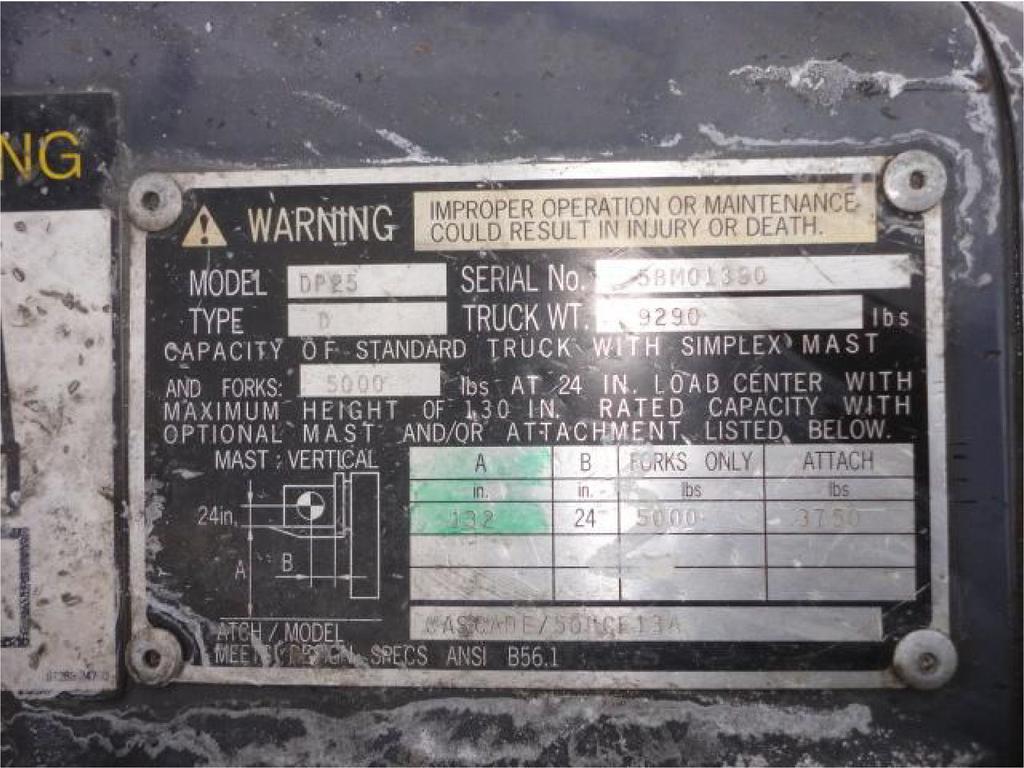 NG
WARNING
IMPROPER OPERATION OR MAINTENANCE
COULD RESULT IN INJURY OR DEATH.
MODEL DP25 SERIAL No. 5BM01390
TYPE D TRUCK WT. 9290 lbs
CAPACITY OF STANDARD TRUCK WITH SIMPLEX MAST
AND FORKS: 5000 lbs AT 24 IN. LOAD CENTER WITH
MAXIMUM HEIGHT OF 130 IN. RATED CAPACITY WITH
OPTIONAL MAST AND/OR ATTACHMENT LISTED BELOW.
MAST : VERTICAL
24in.
A
B
A B FORKS ONLY ATTACH
in. in. lbs lbs
132 24 5000 3750
ATCH / MODEL
MEETS DESIGN SPECS ANSI B56.1